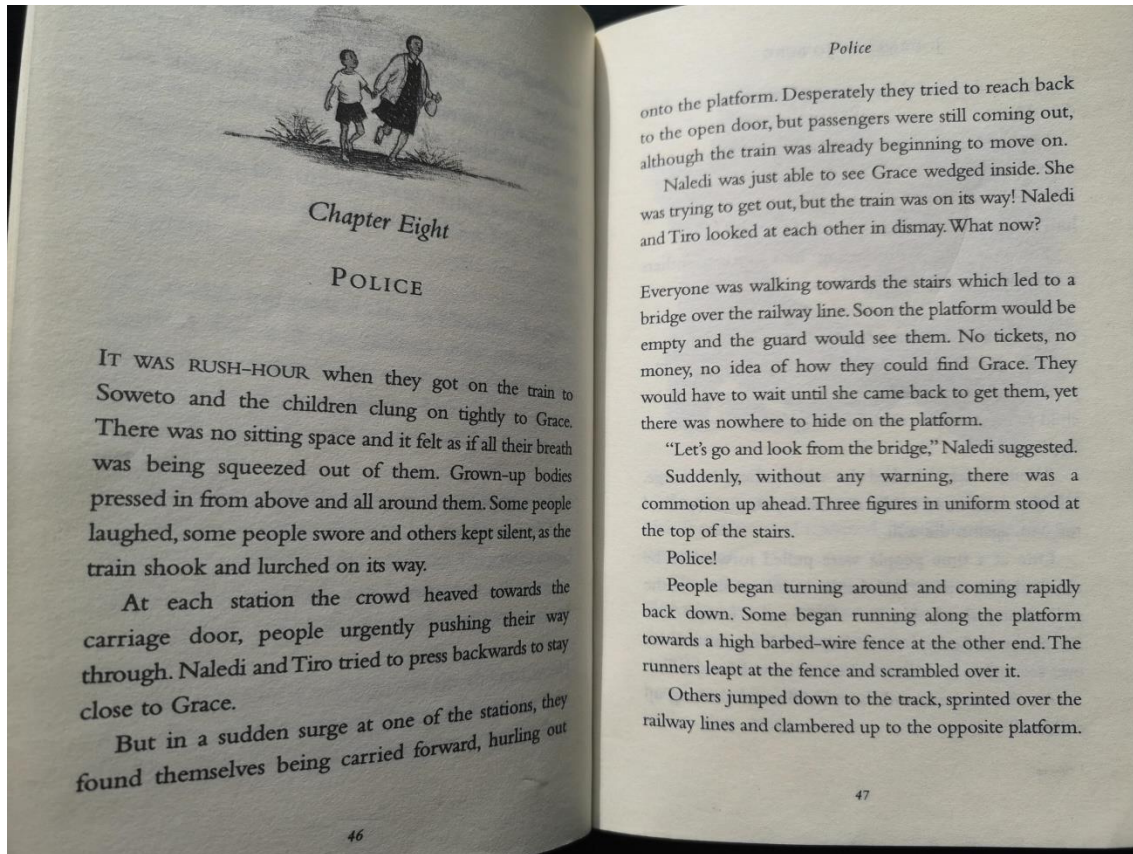 Chapter Eight
POLICE
IT WAS RUSH-HOUR when they got on the train to
Soweto and the children clung on tightly to Grace.
There was no sitting space and it felt as if all their breath
was being squeezed out of them. Grown-up bodies
pressed in from above and all around them. Some people
laughed, some people swore and others kept silent, as the
train shook and lurched on its way.
At each station the crowd heaved towards the
carriage door, people urgently pushing their way
through. Naledi and Tiro tried to press backwards to stay
close to Grace.
But in a sudden surge at one of the stations, they
found themselves being carried forward, hurling out
46
Police
onto the platform. Desperately they tried to reach back
to the open door, but passengers were still coming out,
although the train was already beginning to move on.
Naledi was just able to see Grace wedged inside. She
was trying to get out, but the train was on its way! Naledi
and Tiro looked at each other in dismay. What now?
Everyone was walking towards the stairs which led to a
bridge over the railway line. Soon the platform would be
empty and the guard would see them. No tickets, no
money, no idea of how they could find Grace. They
would have to wait until she came back to get them, yet
there was nowhere to hide on the platform.
“Let’s go and look from the bridge,” Naledi suggested.
Suddenly, without any warning, there was a
commotion up ahead. Three figures in uniform stood at
the top of the stairs.
Police!
People began turning around and coming rapidly
back down. Some began running along the platform
towards a high barbed-wire fence at the other end. The
runners leapt at the fence and scrambled over it.
Others jumped down to the track, sprinted over the
railway lines and clambered up to the opposite platform.
47